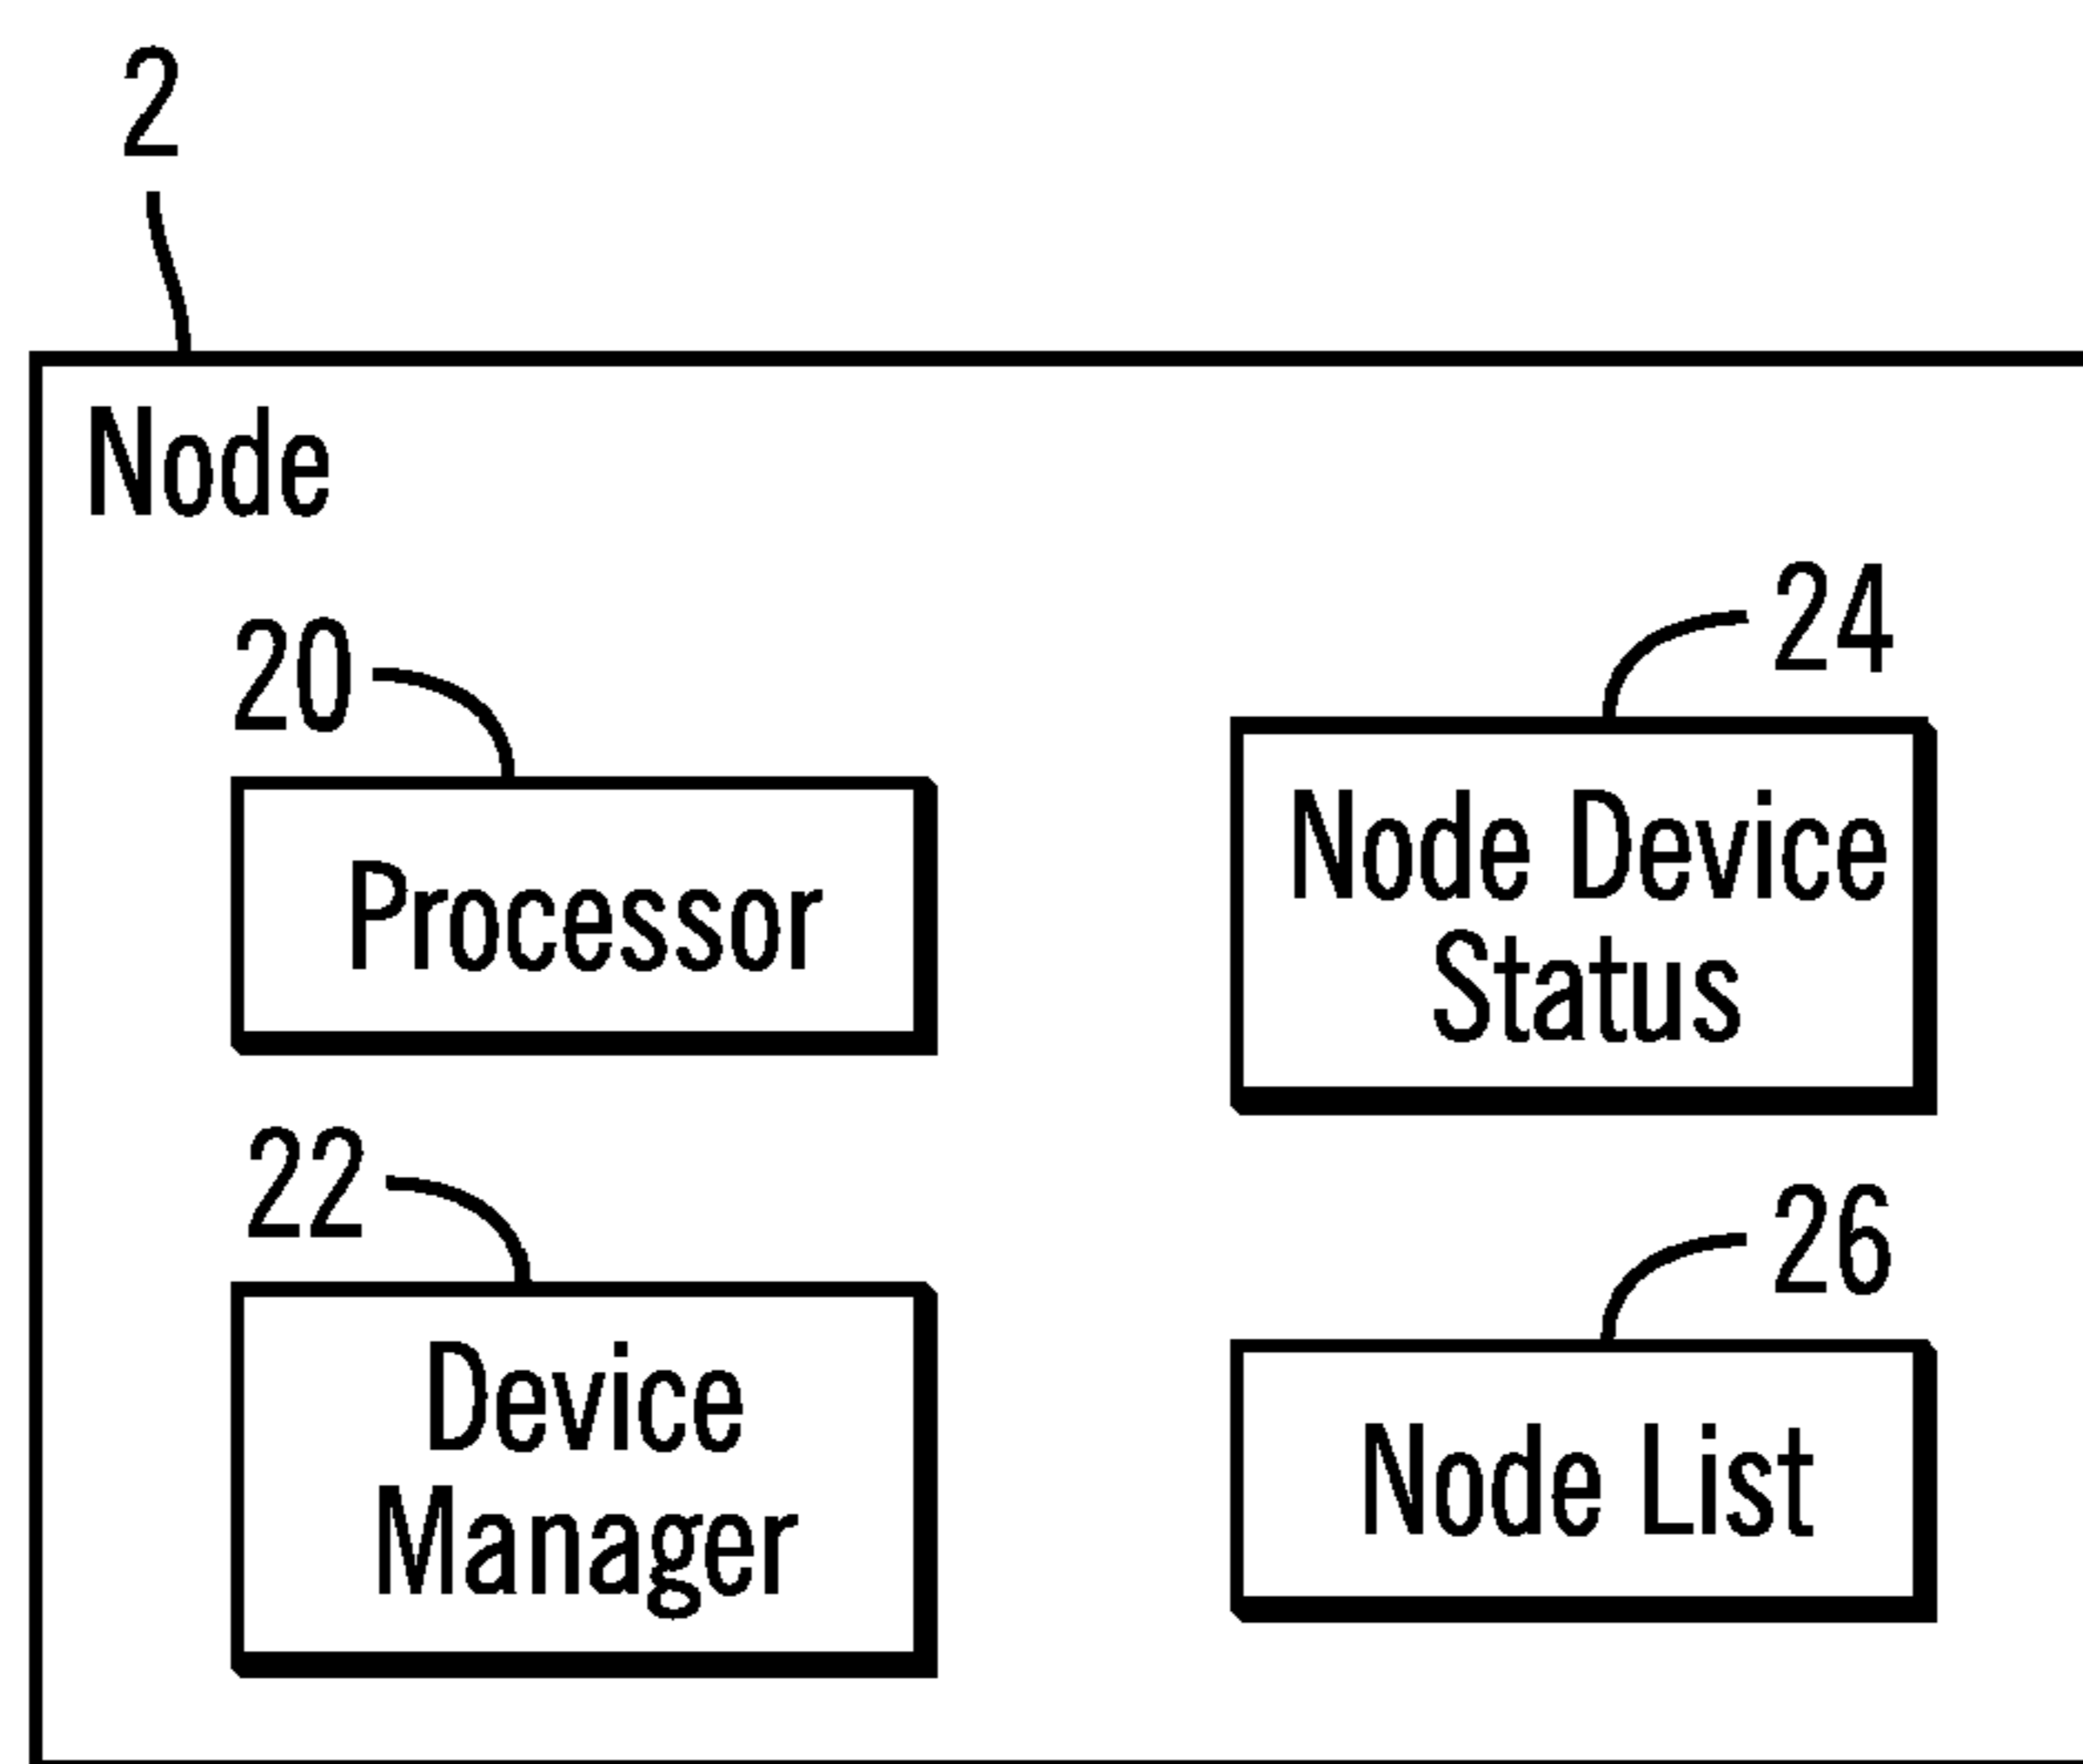 2
Node
20
Processor
24
Node Device
Status
22
Device
Manager
26
Node List